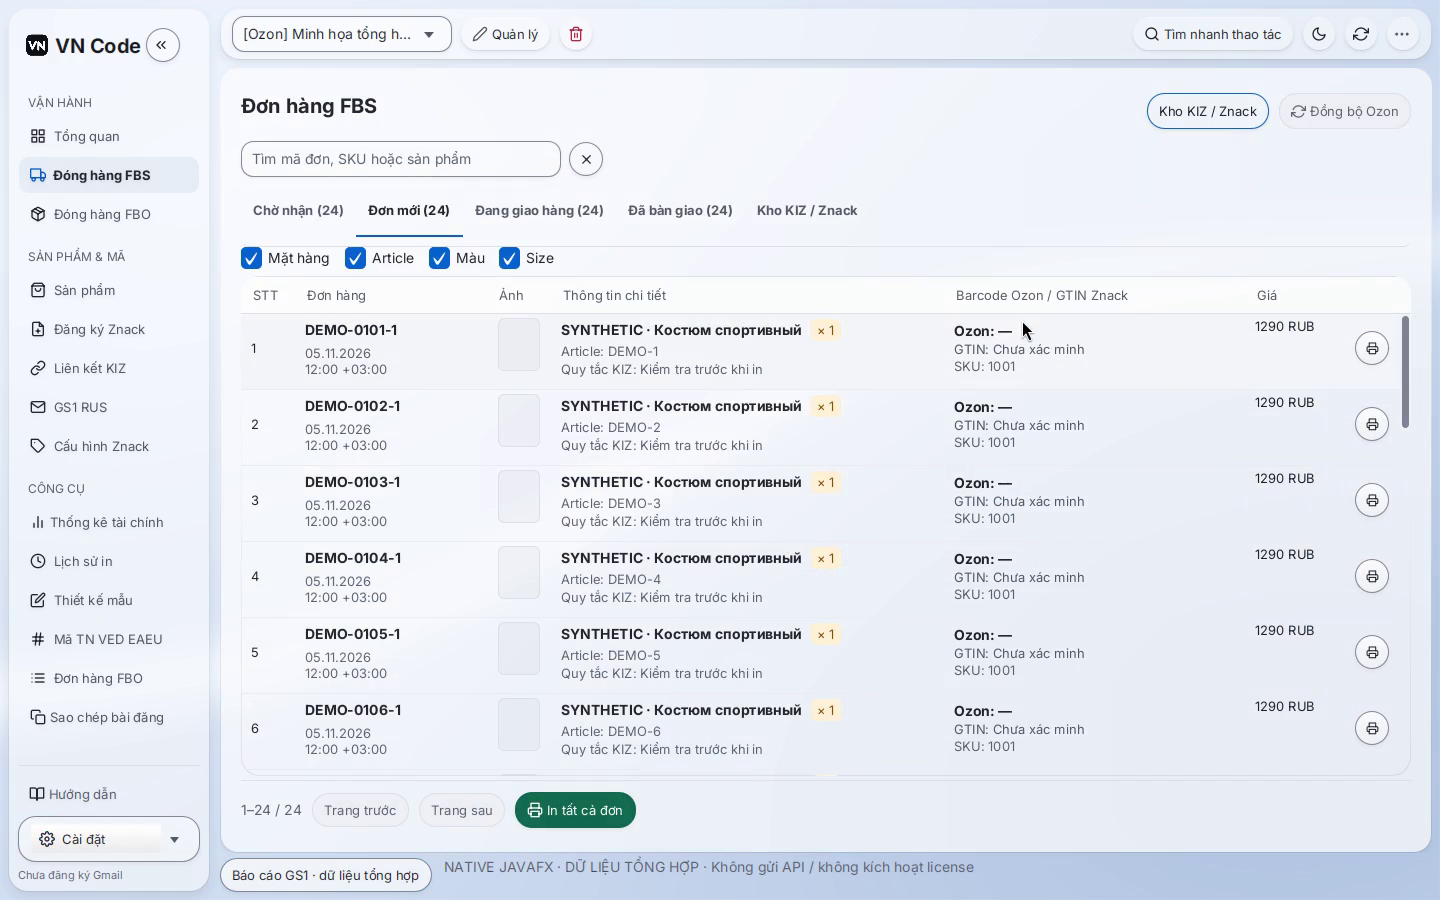 VN VN Code
VẬN HÀNH
Tổng quan
Đóng hàng FBS
Đóng hàng FBO
SẢN PHẨM & MÃ
Sản phẩm
Đăng ký Znack
Liên kết KIZ
GS1 RUS
Cấu hình Znack
CÔNG CỤ
Thống kê tài chính
Lịch sử in
Thiết kế mẫu
Mã TN VED EAEU
Đơn hàng FBO
Sao chép bài đăng
Hướng dẫn
Cài đặt
Chưa đăng ký Gmail
[Ozon] Minh họa tổng h... Quản lý Tìm nhanh thao tác
Đơn hàng FBS Kho KIZ / Znack Đồng bộ Ozon
Tìm mã đơn, SKU hoặc sản phẩm
Chờ nhận (24) Đơn mới (24) Đang giao hàng (24) Đã bàn giao (24) Kho KIZ / Znack
Mặt hàng Article Màu Size
STT Đơn hàng Ảnh Thông tin chi tiết Barcode Ozon / GTIN Znack Giá
DEMO-0101-1 SYNTHETIC · Костюм спортивный × 1 Ozon: — 1290 RUB
1 05.11.2026 Article: DEMO-1 GTIN: Chưa xác minh
12:00 +03:00 Quy tắc KIZ: Kiểm tra trước khi in SKU: 1001
DEMO-0102-1 SYNTHETIC · Костюм спортивный × 1 Ozon: — 1290 RUB
2 05.11.2026 Article: DEMO-2 GTIN: Chưa xác minh
12:00 +03:00 Quy tắc KIZ: Kiểm tra trước khi in SKU: 1001
DEMO-0103-1 SYNTHETIC · Костюм спортивный × 1 Ozon: — 1290 RUB
3 05.11.2026 Article: DEMO-3 GTIN: Chưa xác minh
12:00 +03:00 Quy tắc KIZ: Kiểm tra trước khi in SKU: 1001
DEMO-0104-1 SYNTHETIC · Костюм спортивный × 1 Ozon: — 1290 RUB
4 05.11.2026 Article: DEMO-4 GTIN: Chưa xác minh
12:00 +03:00 Quy tắc KIZ: Kiểm tra trước khi in SKU: 1001
DEMO-0105-1 SYNTHETIC · Костюм спортивный × 1 Ozon: — 1290 RUB
5 05.11.2026 Article: DEMO-5 GTIN: Chưa xác minh
12:00 +03:00 Quy tắc KIZ: Kiểm tra trước khi in SKU: 1001
DEMO-0106-1 SYNTHETIC · Костюм спортивный × 1 Ozon: — 1290 RUB
6 05.11.2026 Article: DEMO-6 GTIN: Chưa xác minh
12:00 +03:00 Quy tắc KIZ: Kiểm tra trước khi in SKU: 1001
1–24 / 24 Trang trước Trang sau In tất cả đơn
Báo cáo GS1 · dữ liệu tổng hợp NATIVE JAVAFX · DỮ LIỆU TỔNG HỢP · Không gửi API / không kích hoạt license